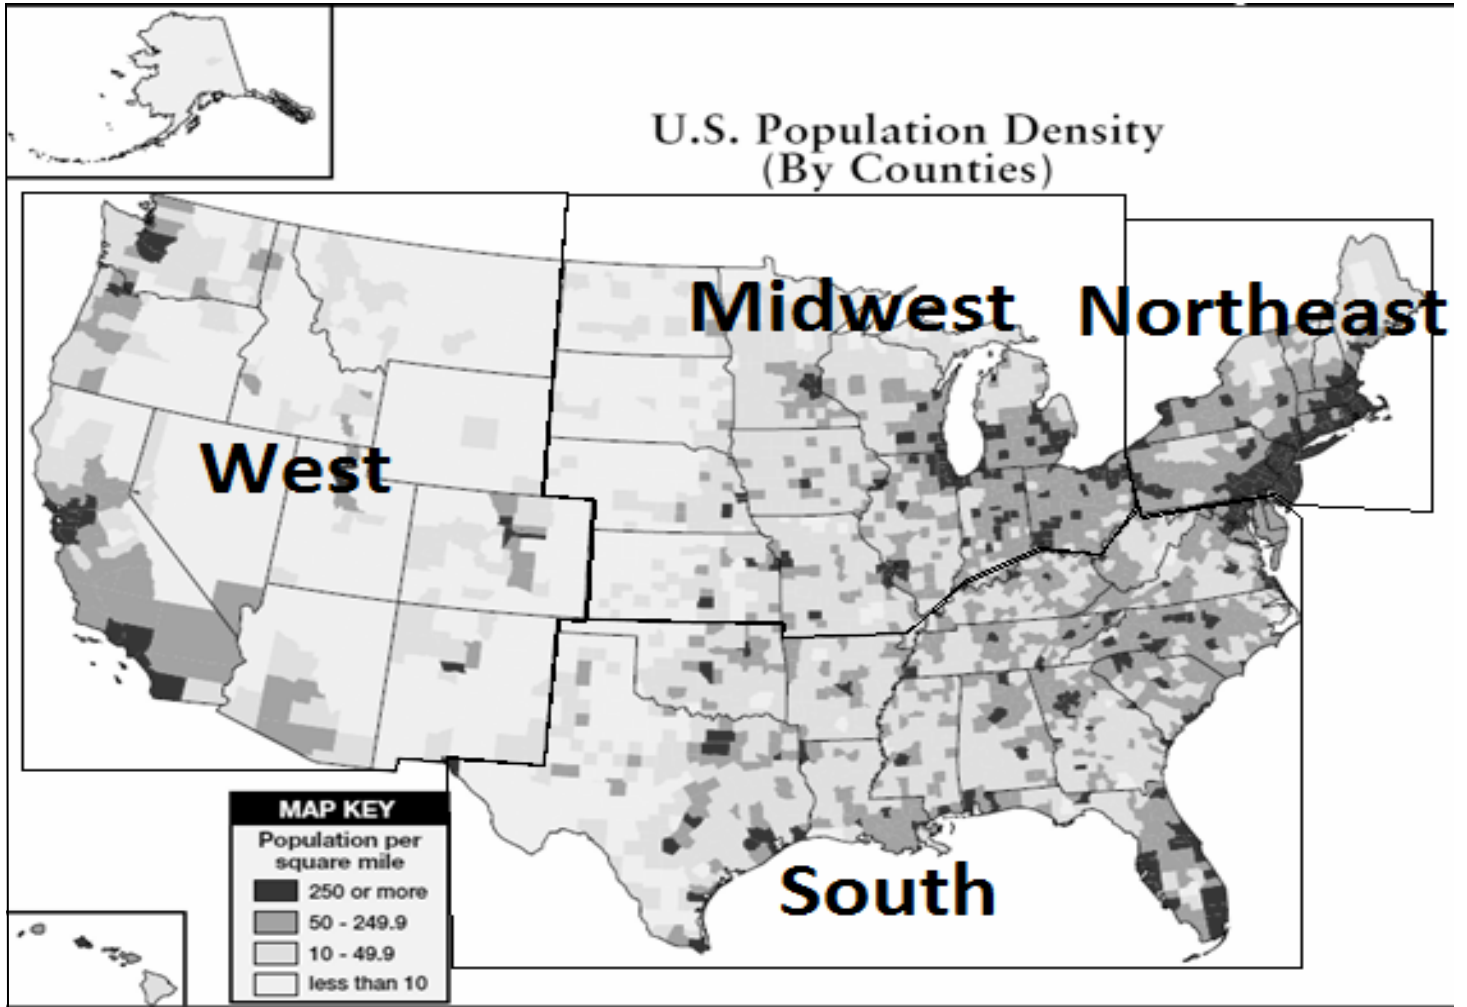 U.S. Population Density
(By Counties)
Midwest
Northeast
West
South
MAP KEY
Population per
square mile
250 or more
50 - 249.9
10 - 49.9
less than 10